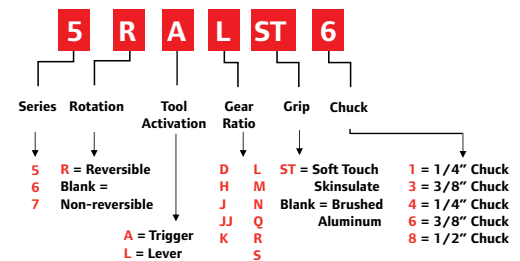 5 R A L ST 6
Series Rotation Tool Activation Gear Ratio Grip Chuck
5
6
7
R = Reversible
Blank =
Non-reversible
A = Trigger
L = Lever
D L
H M
J N
JJ Q
K R
S
ST = Soft Touch
Skinsulate
Blank = Brushed
Aluminum
1 = 1/4” Chuck
3 = 3/8” Chuck
4 = 1/4” Chuck
6 = 3/8” Chuck
8 = 1/2” Chuck